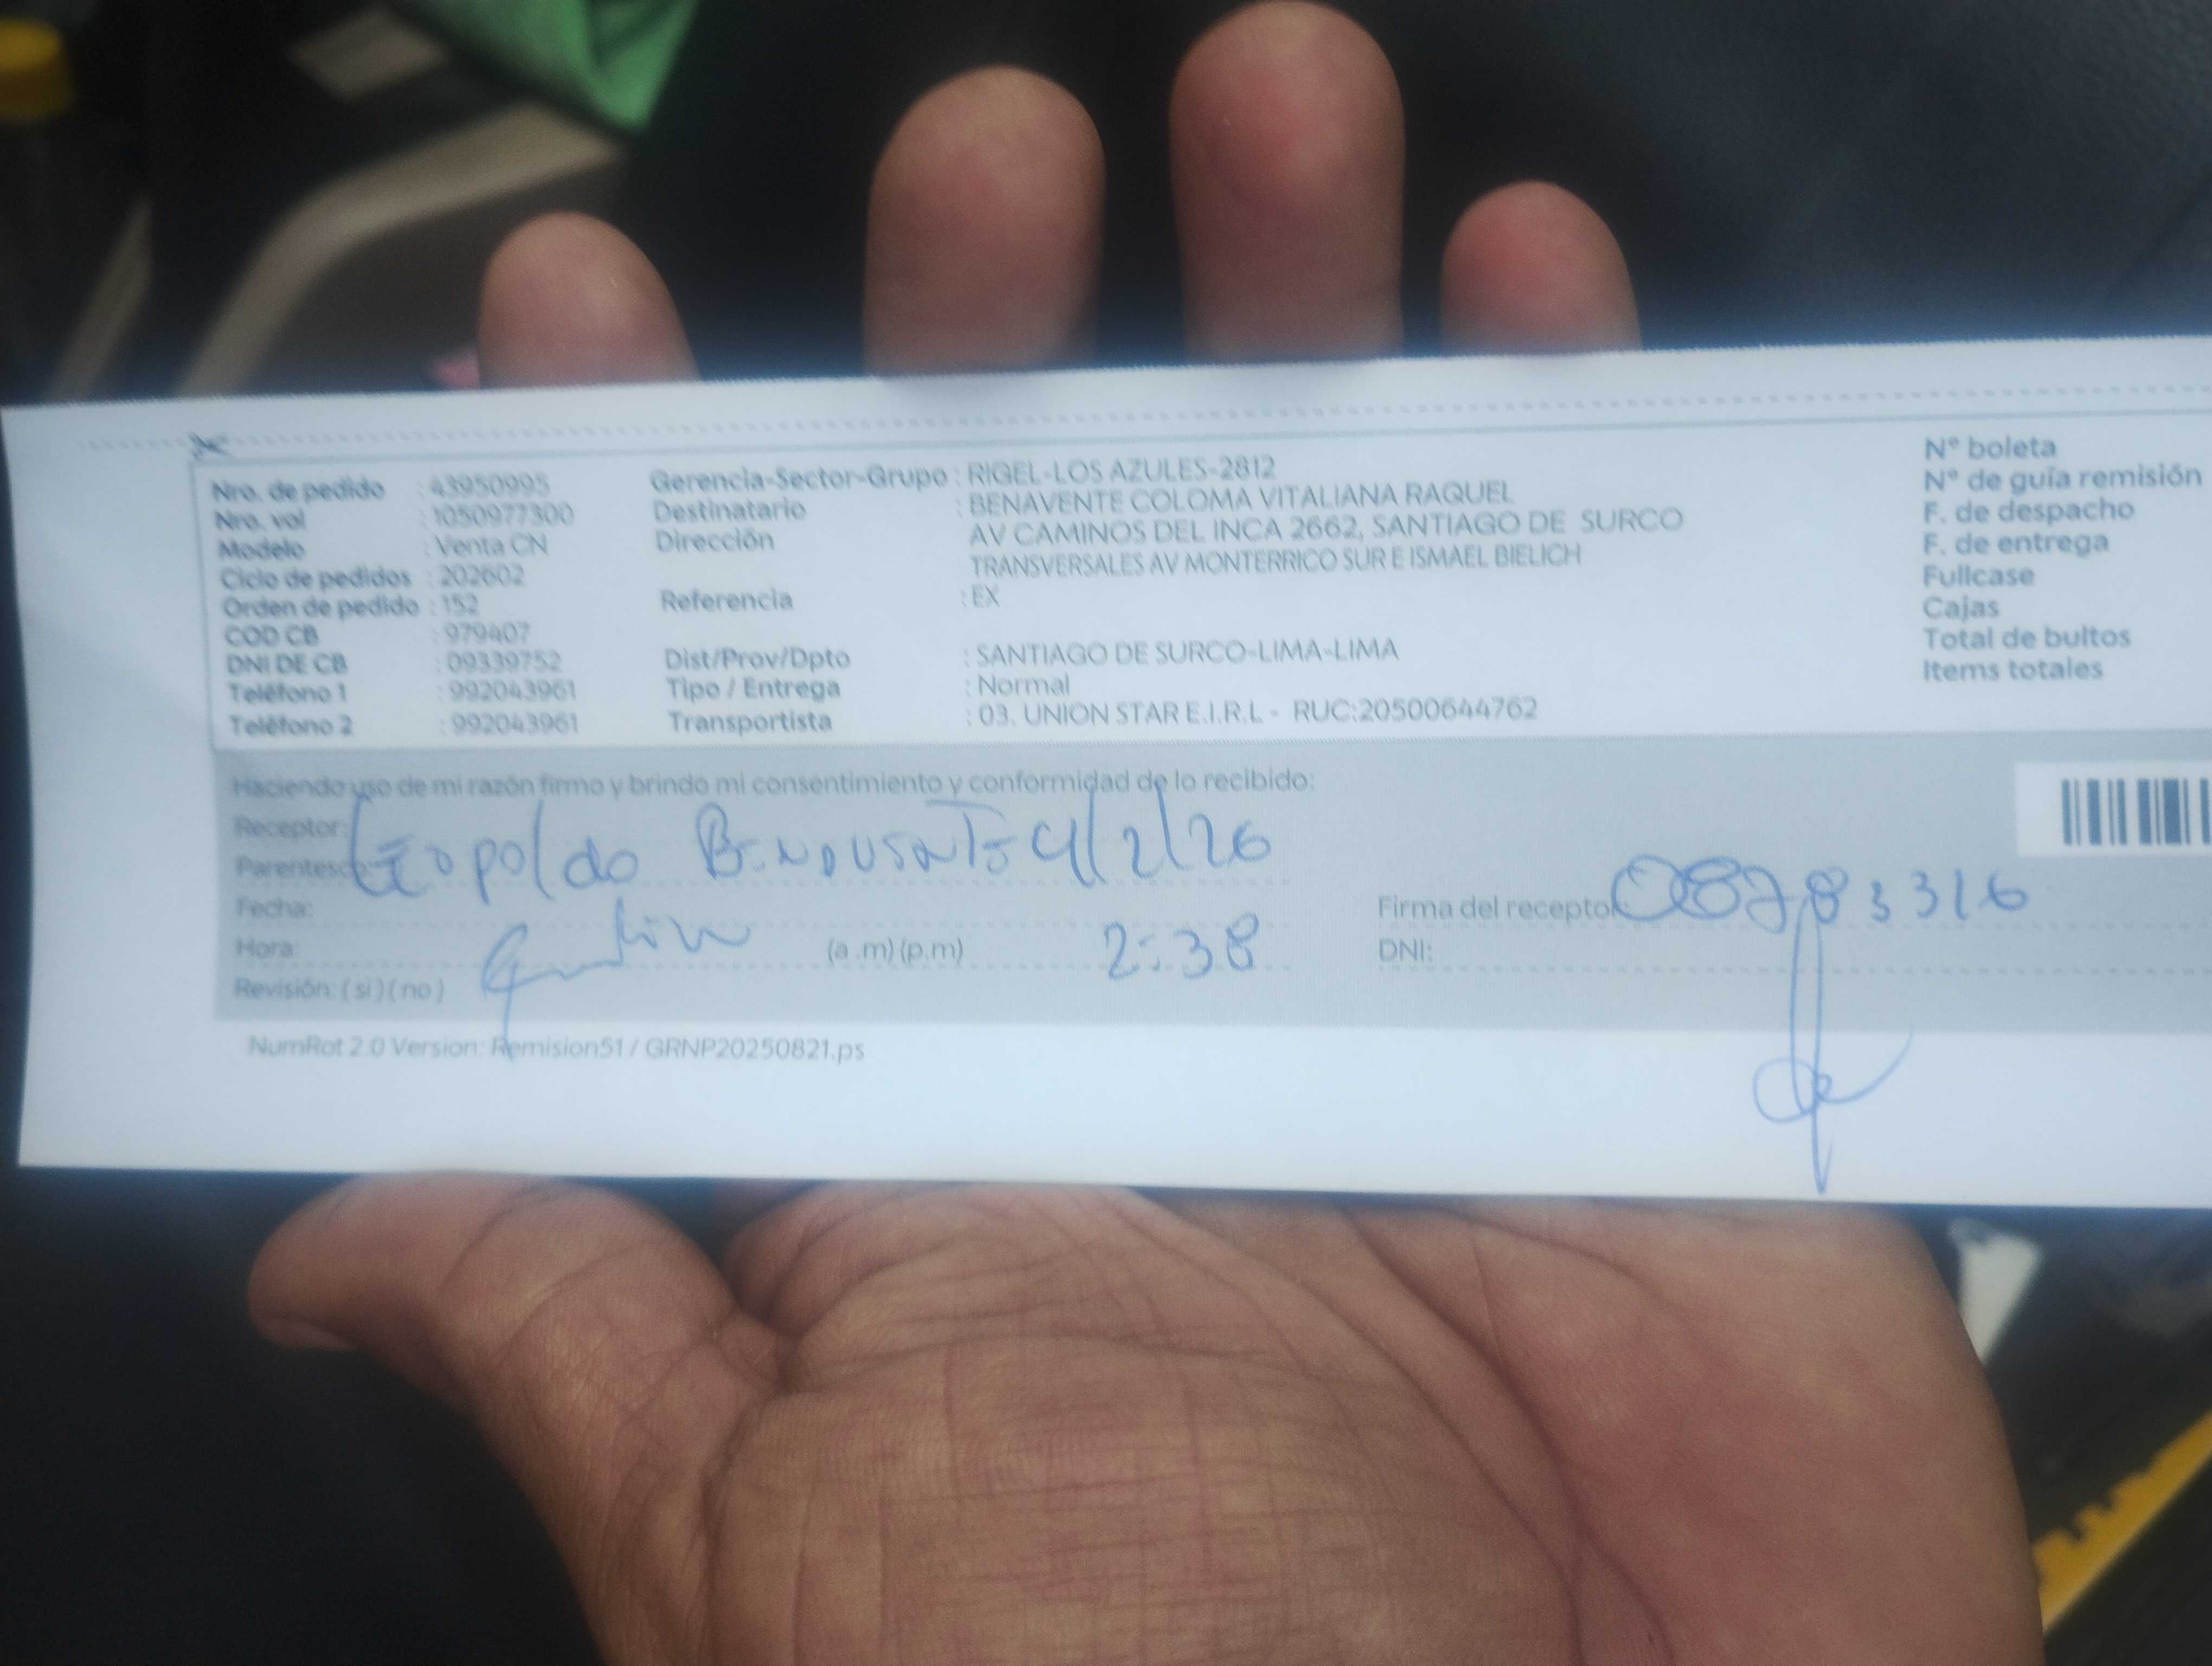 Nro. de pedido : 43950995
Nro. vol : 1050977300
Modelo : Venta CN
Ciclo de pedidos : 202602
Orden de pedido : 152
COD CB : 979407
DNI DE CB : 09339752
Teléfono 1 : 992043961
Teléfono 2 : 992043961
Gerencia-Sector-Grupo : RIGEL-LOS AZULES-2812
Destinatario : BENAVENTE COLOMA VITALIANA RAQUEL
Dirección AV CAMINOS DEL INCA 2662, SANTIAGO DE SURCO
TRANSVERSALES AV MONTERRICO SUR E ISMAEL BIELICH
Referencia : EX
Dist/Prov/Dpto : SANTIAGO DE SURCO-LIMA-LIMA
Tipo / Entrega : Normal
Transportista : 03. UNION STAR E.I.R.L - RUC:20500644762
N° boleta
N° de guía remisión
F. de despacho
F. de entrega
Fullcase
Cajas
Total de bultos
Items totales
Haciendo uso de mi razón firmo y brindo mi consentimiento y conformidad de lo recibido:
Receptor:
Leopoldo Benavente 4/2/26
Parentesco:
Fecha:
Hora: (a.m) (p.m) 2:38
Revisión: (si) (no)
Firma del receptor: 08783316
DNI:
NumRot 2.0 Version: Remision51 / GRNP20250821.ps